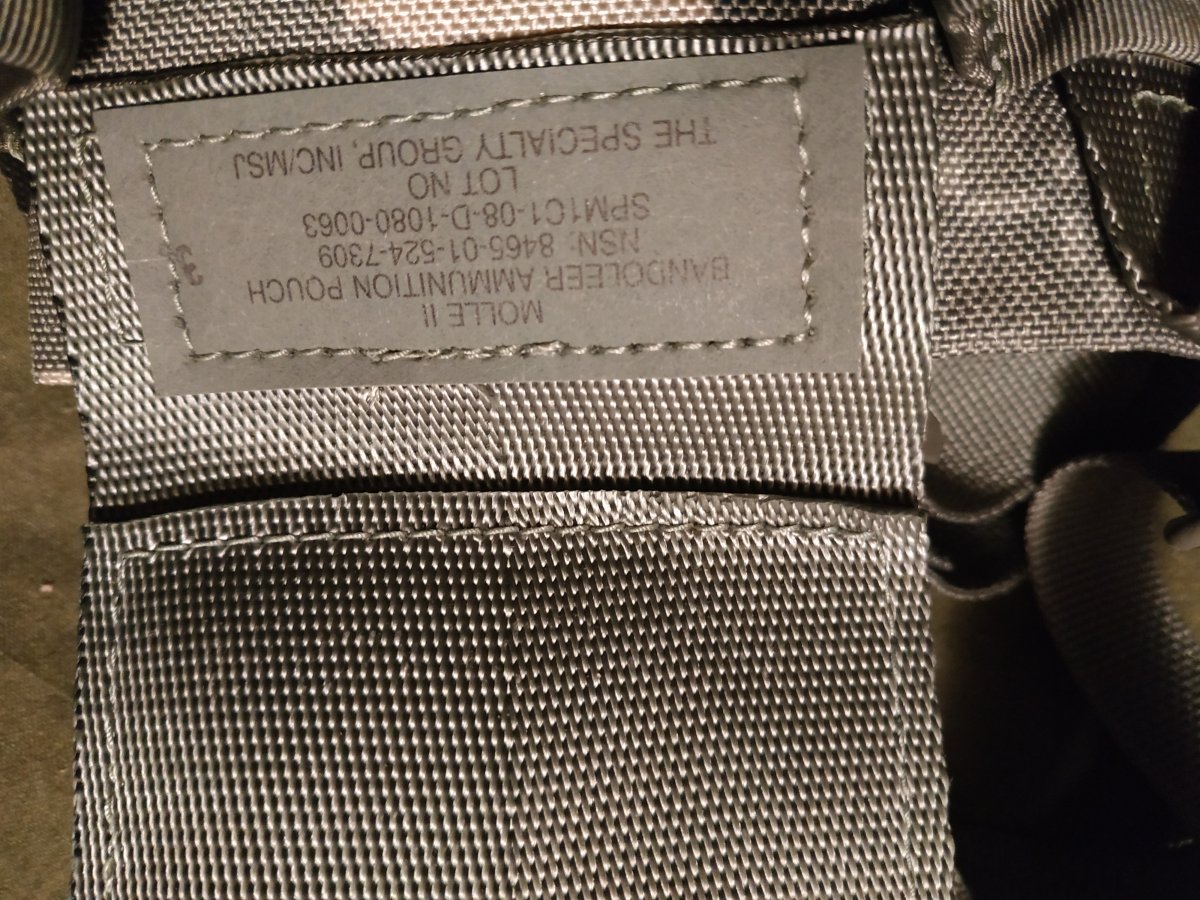 MOLLE II
BANDOLEER AMMUNITION POUCH
NSN: 8465-01-524-7309
SPM1C1-08-D-1080-0063
LOT NO
THE SPECIALTY GROUP, INC/MSJ